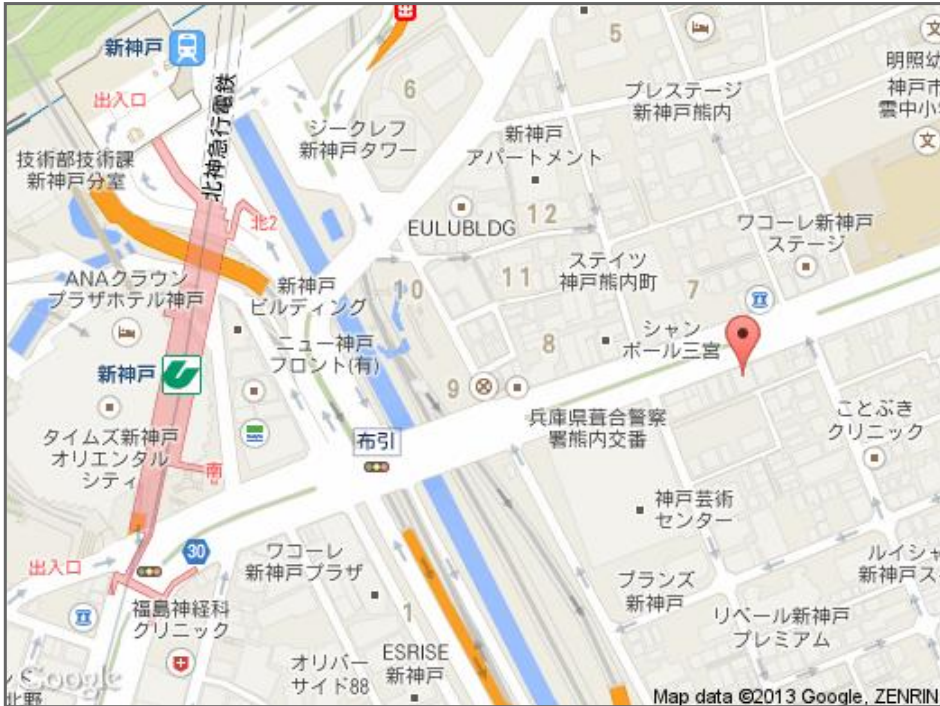 新神戸
5
明照幼
神戸市
雲中小
出入口
6
プレステージ
新神戸熊内
ジークレフ
新神戸タワー
新神戸
アパートメント
北神急行電鉄
技術部技術課
新神戸分室
北2
EULUBLDG
12
ワコーレ新神戸
ステージ
ANAクラウン
プラザホテル神戸
新神戸
ビルディング
10
11
ステイツ
神戸熊内町
7
ニュー神戸
フロント(有)
8
シャン
ボール三宮
新神戸
9
兵庫県葺合警察
署熊内交番
ことぶき
クリニック
タイムズ新神戸
オリエンタル
シティ
布引
南
神戸芸術
センター
30
ワコーレ
新神戸プラザ
出入口
ルイシャ
新神戸ス
ブランズ
新神戸
福島神経科
クリニック
1
リベール新神戸
プレミアム
オリバー
サイド88
ESRISE
新神戸
Google
北野
Map data ©2013 Google, ZENRIN